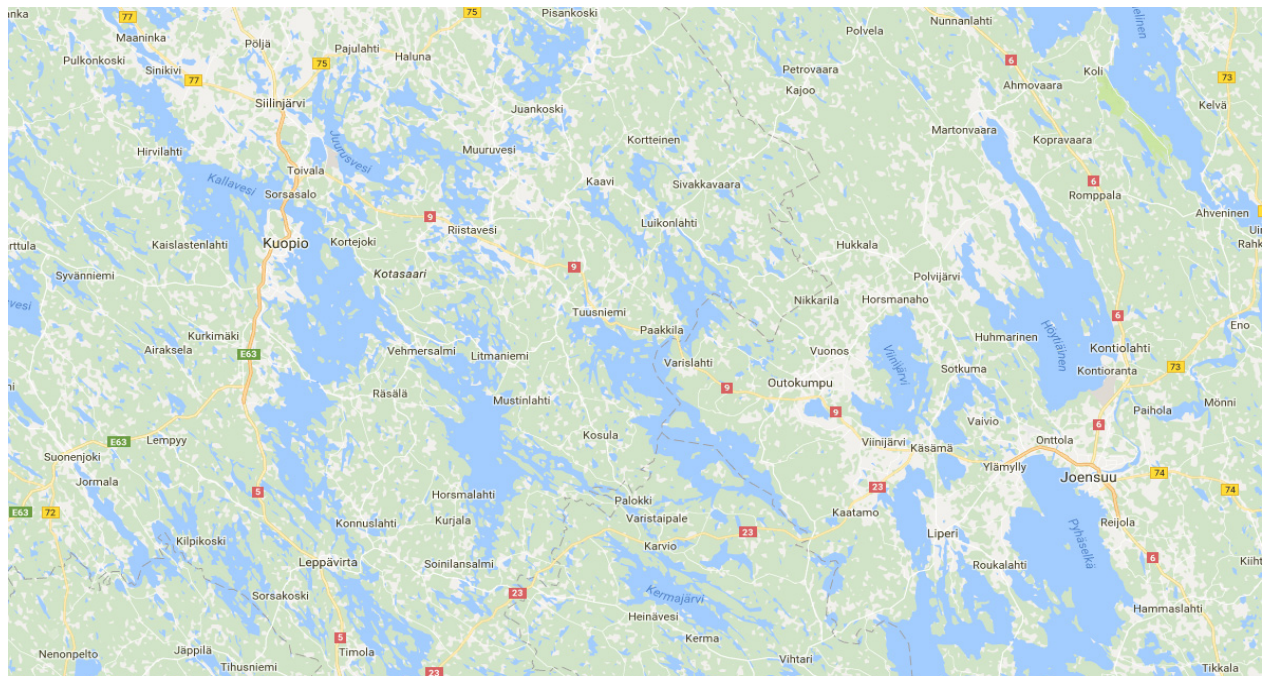 77
75
Pisankoski
Nunnanlahti
Maaninka
Pöljä
Pajulahti
Haluna
Polvela
6
Pulkonkoski
Sinikivi
77
75
Petrovaara
Kajoo
Koli
Ahmovaara
73
Siilinjärvi
Juankoski
Kelvä
Hirvilahti
Juurusvesi
Muuruvesi
Kortteinen
Martonvaara
Kopravaara
Toivala
Kallavesi
Sorsasalo
Kaavi
Sivakkavaara
6
Romppala
9
Riistavesi
Luikonlahti
Ahveninen
Kaislastenlahti
Kuopio
Kortejoki
Hukkala
Syvänniemi
Kotasaari
9
Polvijärvi
Nikkarila
Horsmanaho
Tuusniemi
6
Eno
Kurkimäki
Paakkila
Huhmarinen
Höytiäinen
Airaksela
E63
Vehmersalmi
Litmaniemi
Varislahti
Vuonos
Viinijärvi
Sotkuma
Kontiolahti
Kontioranta
73
Räsälä
Mustinlahti
9
Outokumpu
9
Paihola
Mönni
Lempyy
E63
Kosula
Viinijärvi
Käsämä
Vaivio
Onttola
6
Suonenjoki
Ylämylly
Joensuu
74
74
Jormala
5
Horsmalahti
Palokki
23
E63
72
Konnuslahti
Kurjala
Varistaipale
23
Kaatamo
Liperi
Pyhäselkä
Reijola
Kilpikoski
Karvio
6
Leppävirta
Soinilansalmi
Roukalahti
Sorsakoski
23
Kermajärvi
Heinävesi
Hammaslahti
5
Kerma
Nenonpelto
Jäppilä
Timola
Vihtari
Tihusniemi
23
74
Tikkala